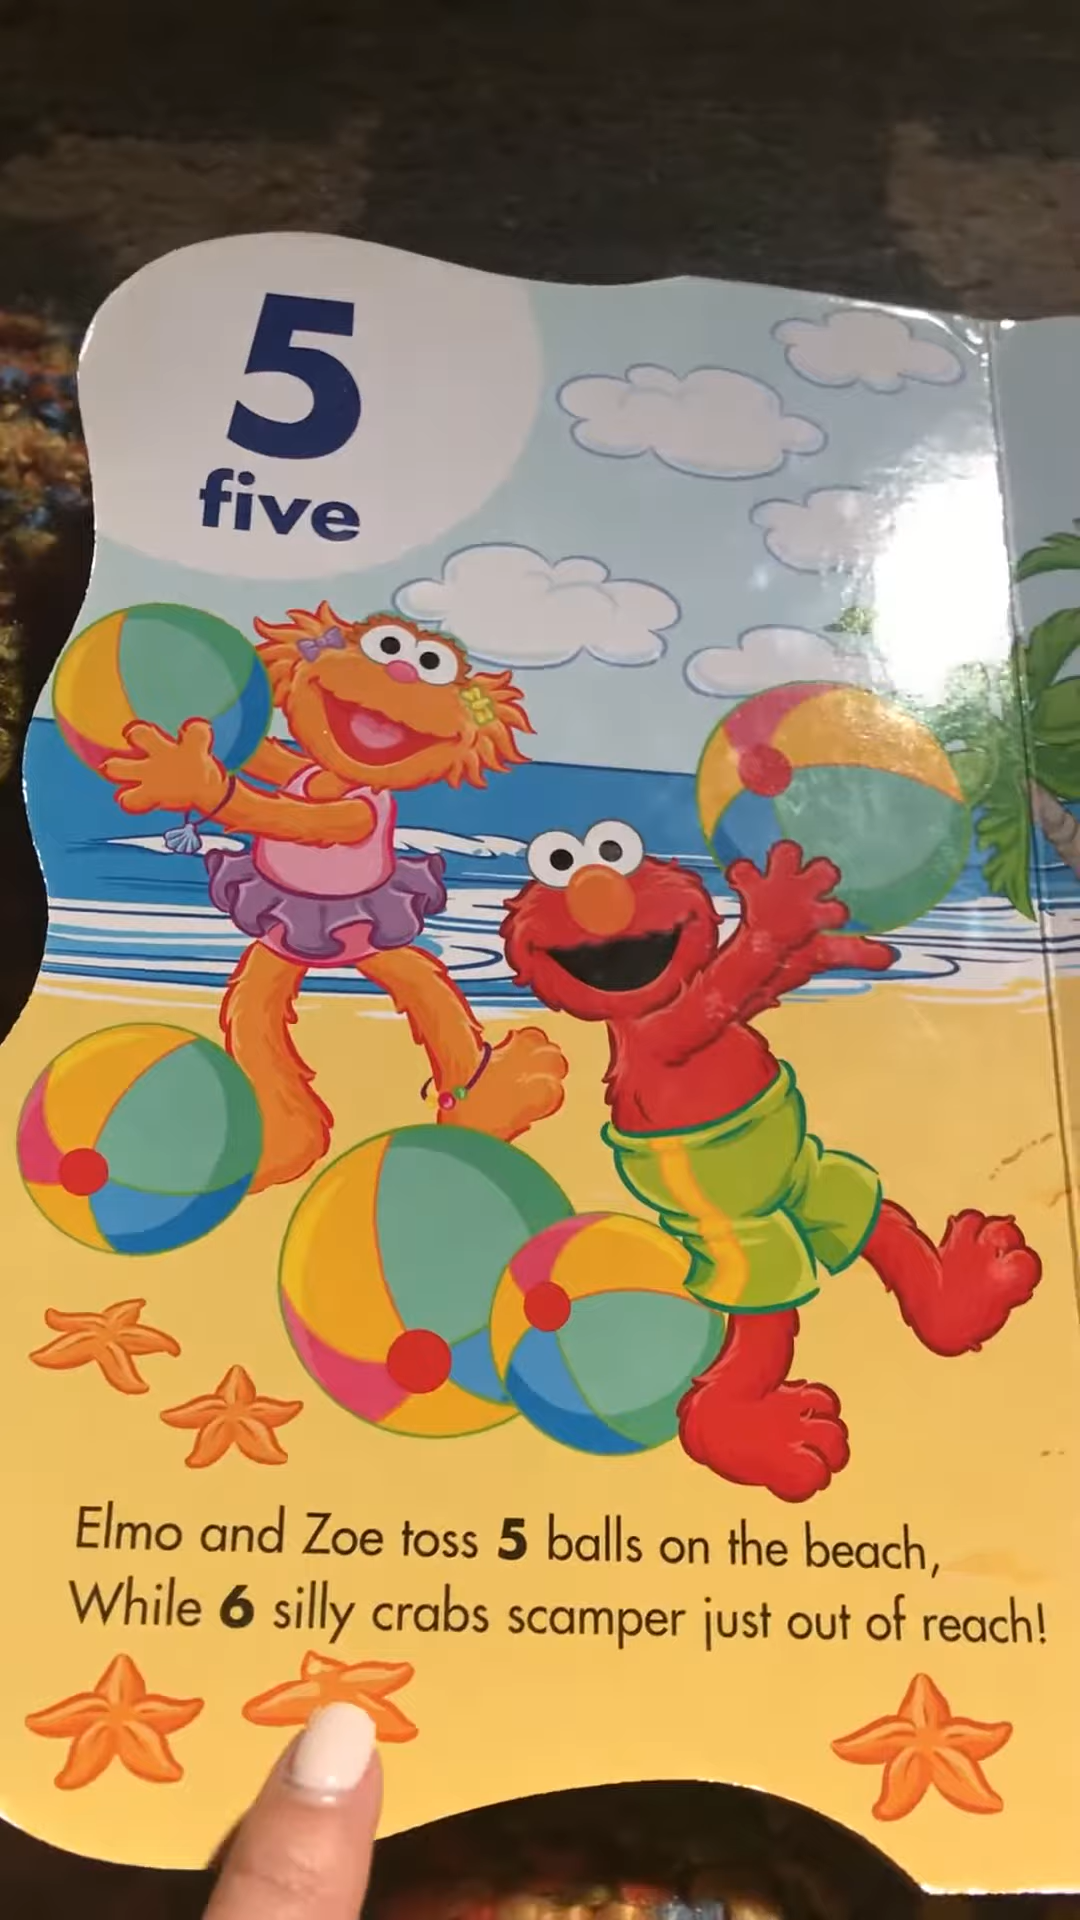 5
five
Elmo and Zoe toss 5 balls on the beach,
While 6 silly crabs scamper just out of reach!